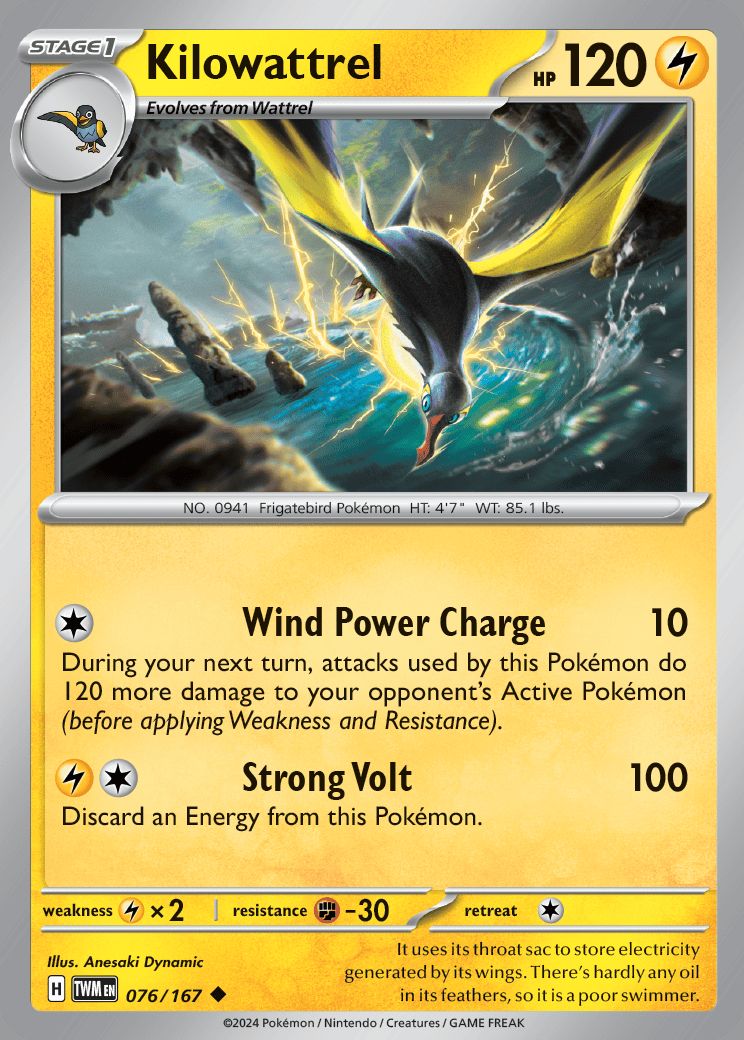 STAGE 1
Kilowattrel
HP 120
Evolves from Wattrel
NO. 0941 Frigatebird Pokémon HT: 4'7" WT: 85.1 lbs.
Wind Power Charge 10
During your next turn, attacks used by this Pokémon do
120 more damage to your opponent's Active Pokémon
(before applying Weakness and Resistance).
Strong Volt 100
Discard an Energy from this Pokémon.
weakness ×2 resistance -30 retreat
Illus. Anesaki Dynamic
H TWM EN 076/167
It uses its throat sac to store electricity
generated by its wings. There's hardly any oil
in its feathers, so it is a poor swimmer.
©2024 Pokémon / Nintendo / Creatures / GAME FREAK